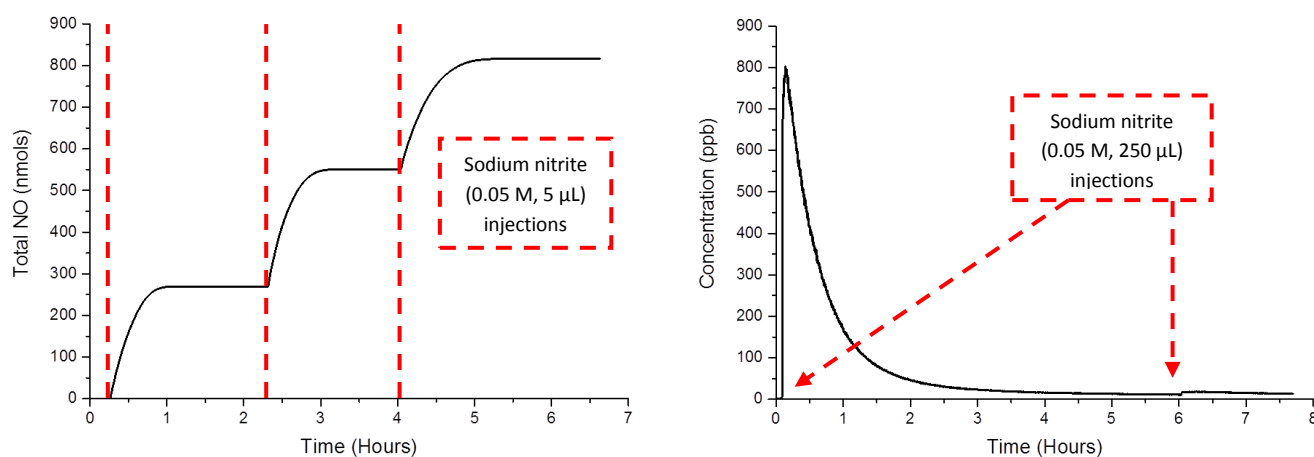 900
800
700
600
500
400
300
200
100
0
Total NO (nmols)
0 1 2 3 4 5 6 7
Time (Hours)
Sodium nitrite
(0.05 M, 5 µL)
injections
900
800
700
600
500
400
300
200
100
0
Concentration (ppb)
0 1 2 3 4 5 6 7 8
Time (Hours)
Sodium nitrite
(0.05 M, 250 µL)
injections